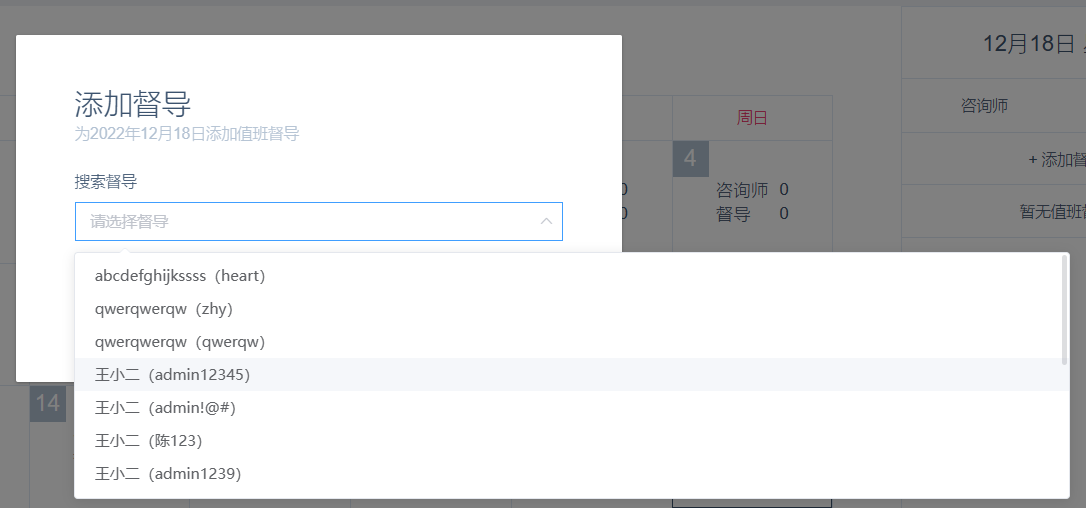 添加督导
为2022年12月18日添加值班督导
搜索督导
请选择督导
abcdefghijkssss（heart）
qwerqwerqw（zhy）
qwerqwerqw（qwerqw）
王小二（admin12345）
王小二（admin!@#）
王小二（陈123）
王小二（admin1239）
周日
4
0
咨询师 0
0
督导 0
14
12月18日
咨询师
+ 添加督
暂无值班